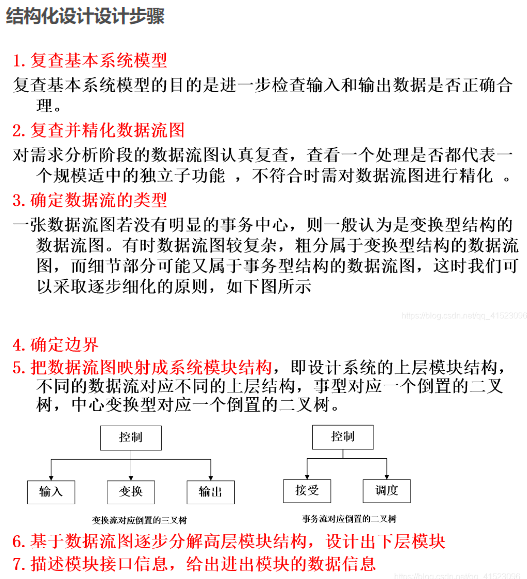 结构化设计设计步骤
1. 复查基本系统模型
复查基本系统模型的目的是进一步检查输入和输出数据是否正确合
理。
2. 复查并精化数据流图
对需求分析阶段的数据流图认真复查，查看一个处理是否都代表一
个规模适中的独立子功能 ，不符合时需对数据流图进行精化 。
3. 确定数据流的类型
一张数据流图若没有明显的事务中心，则一般认为是变换型结构的
数据流图。有时数据流图较复杂，粗分属于变换型结构的数据流
图，而细节部分可能又属于事务型结构的数据流图，这时我们可
以采取逐步细化的原则，如下图所示
4. 确定边界
5. 把数据流图映射成系统模块结构，即设计系统的上层模块结构，
不同的数据流对应不同的上层结构，事型对应一个倒置的二叉
树，中心变换型对应一个倒置的二叉树。
控制
控制
输入 变换 输出
接受 调度
变换流对应倒置的三叉树
事务流对应倒置的二叉树
6. 基于数据流图逐步分解高层模块结构，设计出下层模块
7. 描述模块接口信息，给出进出模块的数据信息